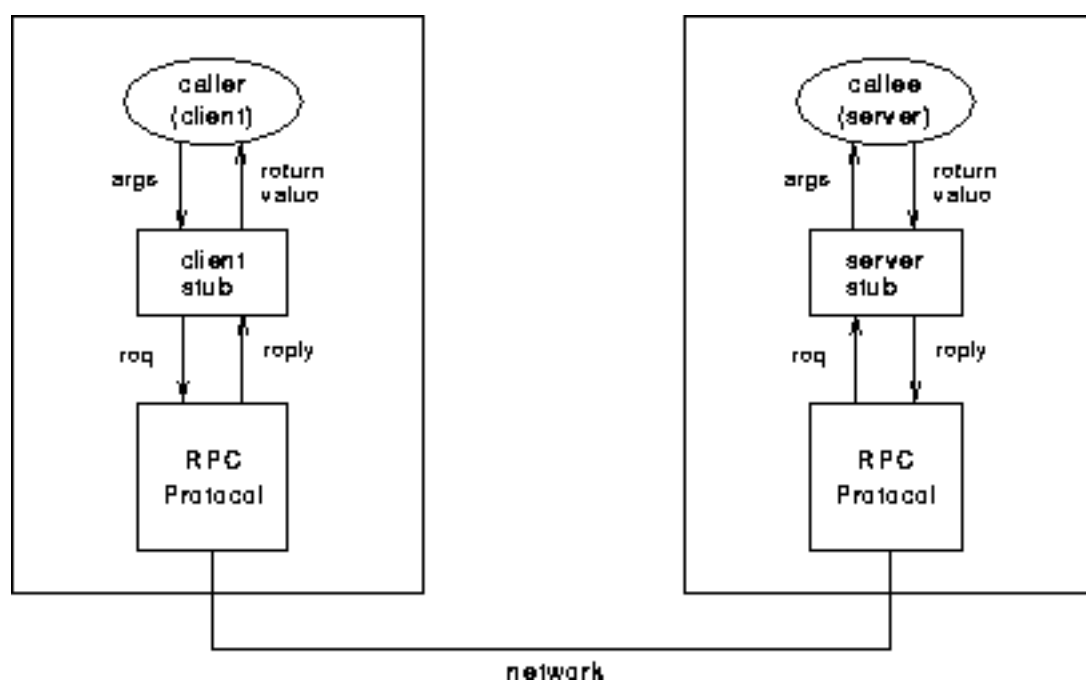 caller
(client)
args
return
value
client
stub
req
reply
RPC
Protocol
callee
(server)
args
return
value
server
stub
req
reply
RPC
Protocol
network